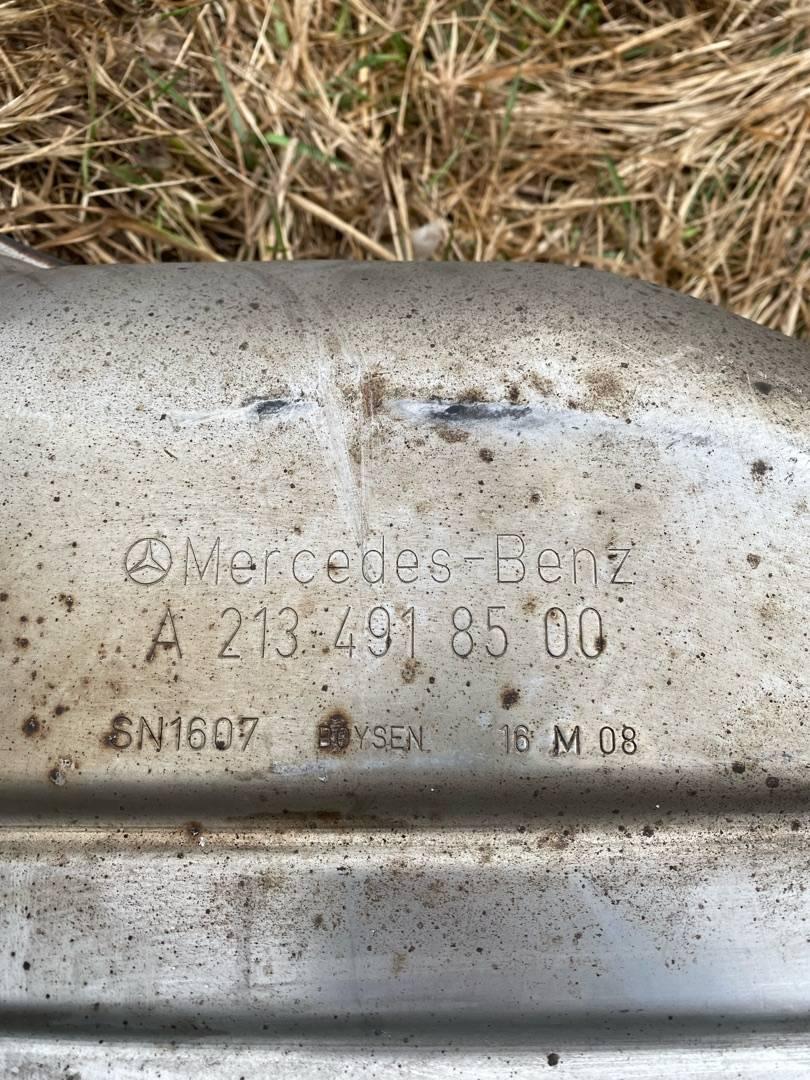 Mercedes-Benz
A 213 491 85 00
SN1607 BOYSEN 16 M 08